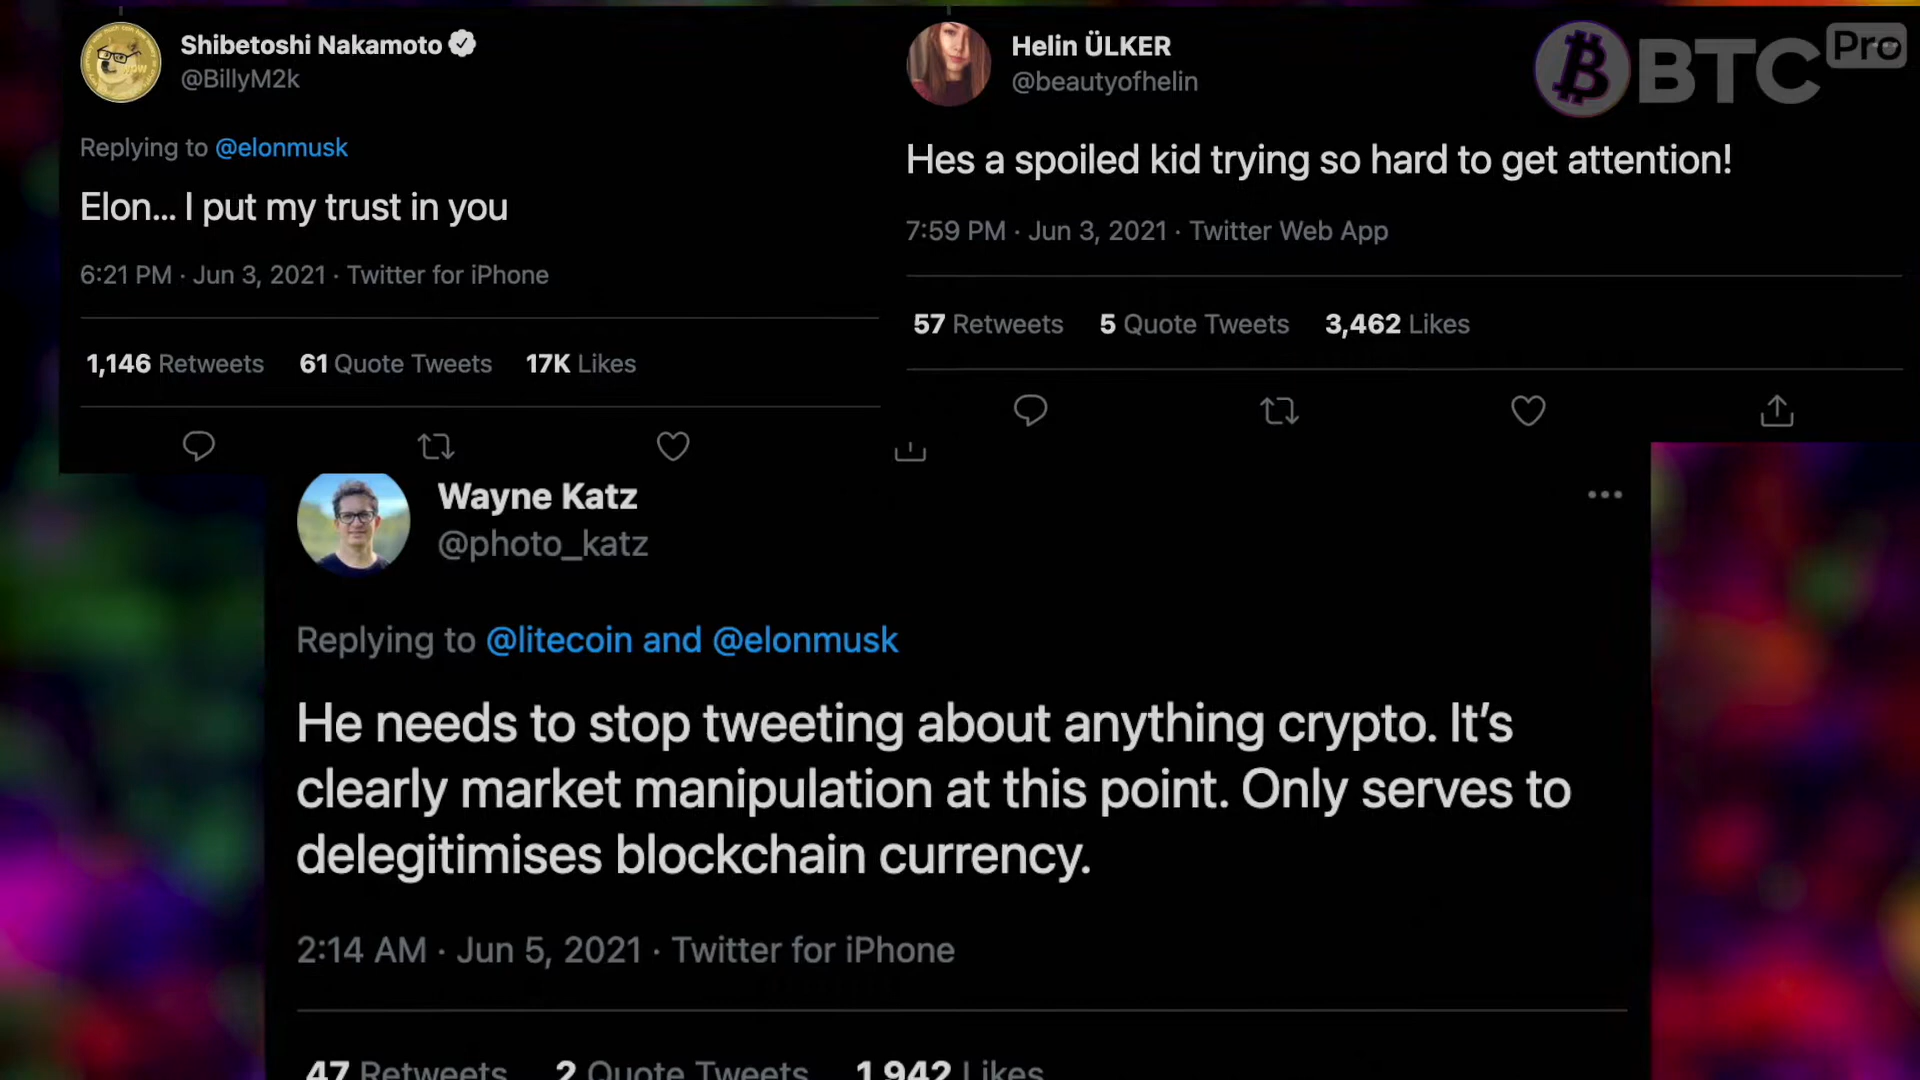 Shibetoshi Nakamoto
@BillyM2k
Replying to @elonmusk
Elon... I put my trust in you
6:21 PM · Jun 3, 2021 · Twitter for iPhone
1,146 Retweets 61 Quote Tweets 17K Likes
Helin ÜLKER
@beautyofhelin
Hes a spoiled kid trying so hard to get attention!
7:59 PM · Jun 3, 2021 · Twitter Web App
57 Retweets 5 Quote Tweets 3,462 Likes
BTC Pro
Wayne Katz
@photo_katz
Replying to @litecoin and @elonmusk
He needs to stop tweeting about anything crypto. It’s
clearly market manipulation at this point. Only serves to
delegitimises blockchain currency.
2:14 AM · Jun 5, 2021 · Twitter for iPhone
47 Retweets 2 Quote Tweets 1,942 Likes